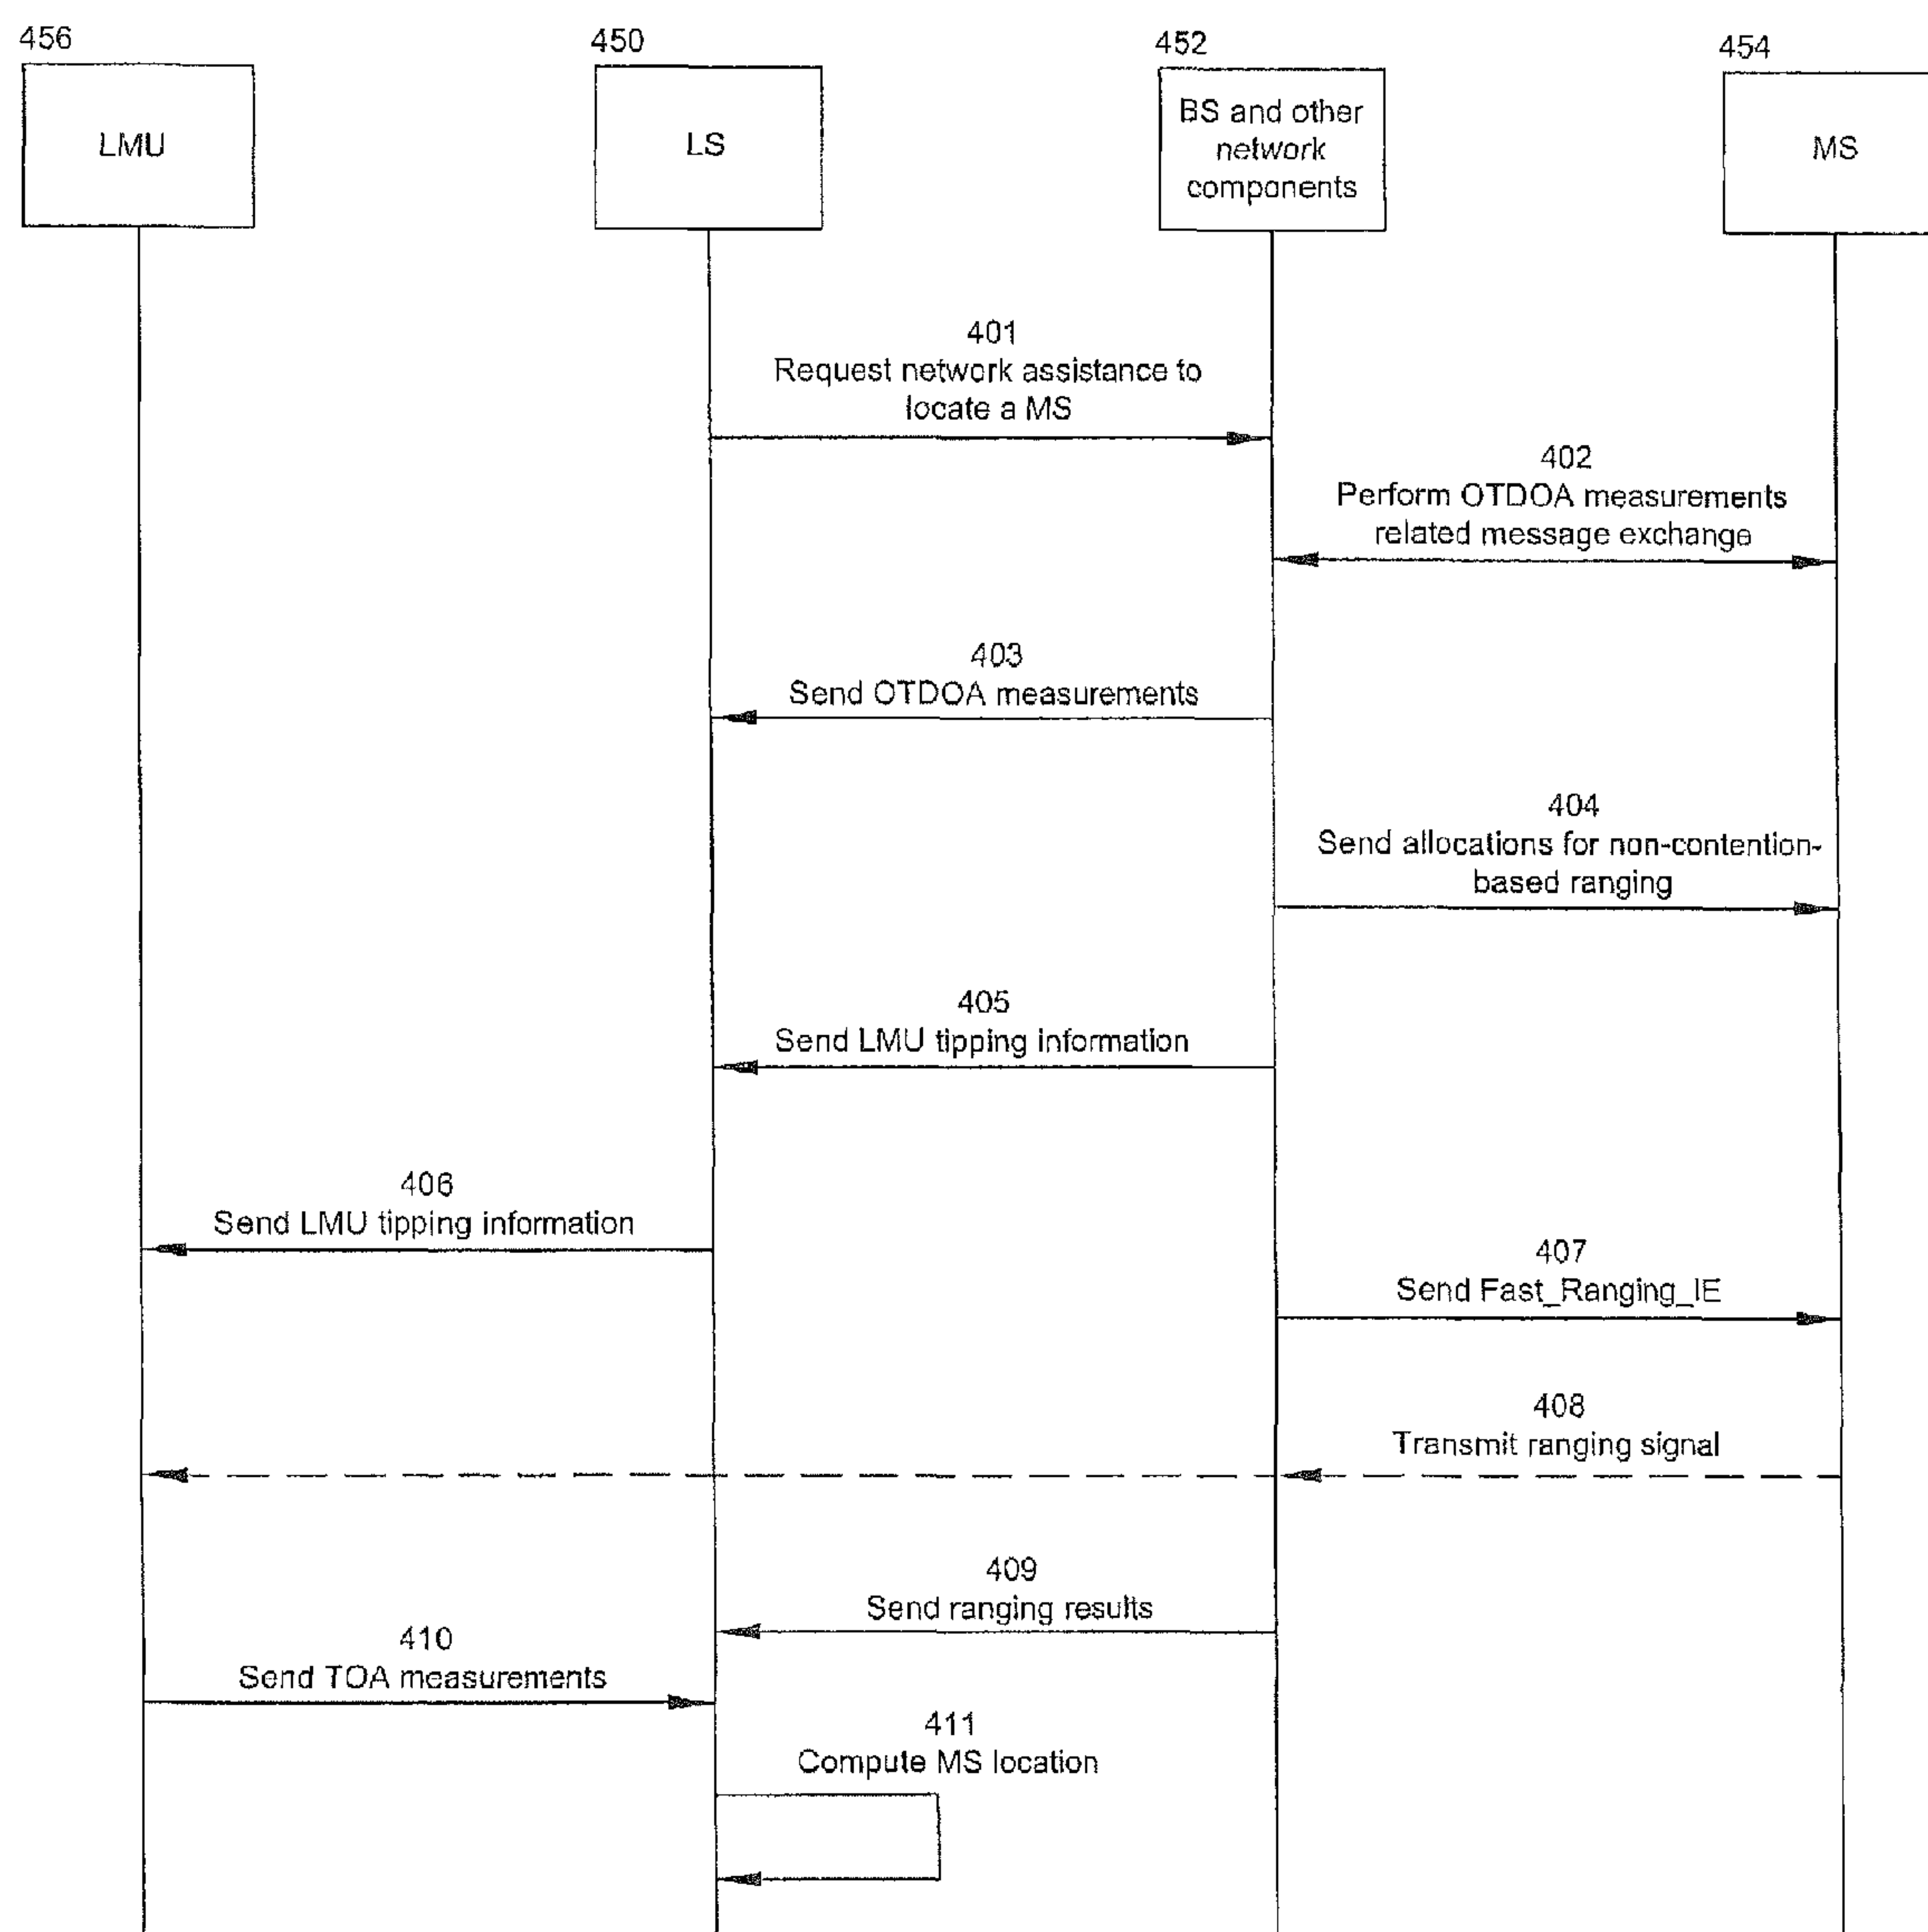 456
450
452
454
LMU
LS
BS and other
network
components
MS
401
Request network assistance to
locate a MS
402
Perform OTDOA measurements
related message exchange
403
Send OTDOA measurements
404
Send allocations for non-contention-
based ranging
405
Send LMU tipping information
406
Send LMU tipping information
407
Send Fast_Ranging_IE
408
Transmit ranging signal
409
Send ranging results
410
Send TOA measurements
411
Compute MS location